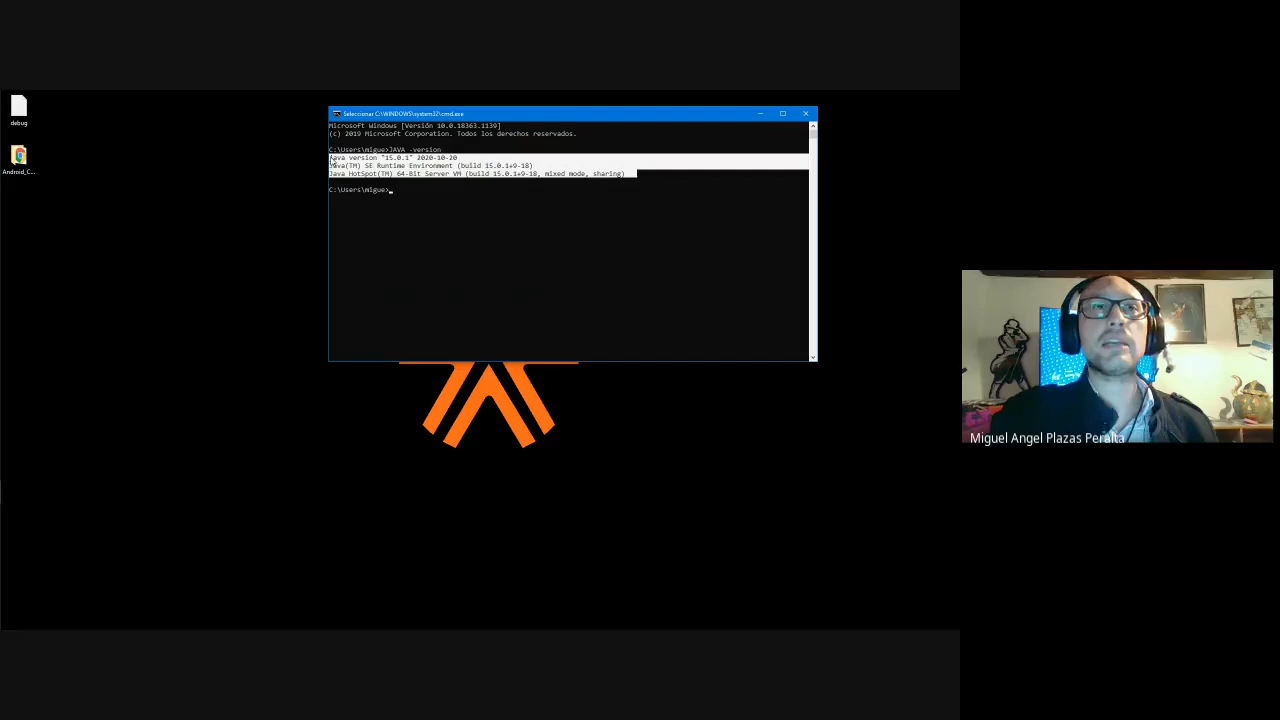 debug
Android_C...
Seleccionar C:\WINDOWS\system32\cmd.exe
Microsoft Windows [Versión 10.0.18363.1139]
(c) 2019 Microsoft Corporation. Todos los derechos reservados.
C:\Users\migue>JAVA -version
java version "15.0.1" 2020-10-20
Java(TM) SE Runtime Environment (build 15.0.1+9-18)
Java HotSpot(TM) 64-Bit Server VM (build 15.0.1+9-18, mixed mode, sharing)
C:\Users\migue>
Miguel Angel Plazas Peralta